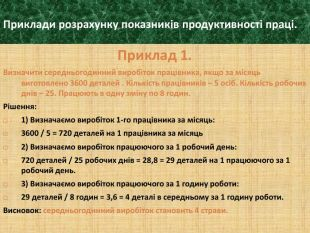 Приклади розрахунку показників продуктивності праці.
Приклад 1.
Визначити середньогодинний виробіток працівника, якщо за місяць
виготовлено 3600 деталей . Кількість працівників – 5 осіб. Кількість робочих
днів – 25. Працюють в одну зміну по 8 годин.
Рішення:
1) Визначаємо виробіток 1-го працівника за місяць:
3600 / 5 = 720 деталей на 1 працівника за місяць
2) Визначаємо виробіток працюючого за 1 робочий день:
720 деталей / 25 робочих днів = 28,8 = 29 деталей на 1 працюючого за 1
робочий день.
3) Визначаємо виробіток працюючого за 1 годину роботи:
29 деталей / 8 годин = 3,6 = 4 деталі в середньому за 1 годину роботи.
Висновок: середньогодинний виробіток становить 4 страви.